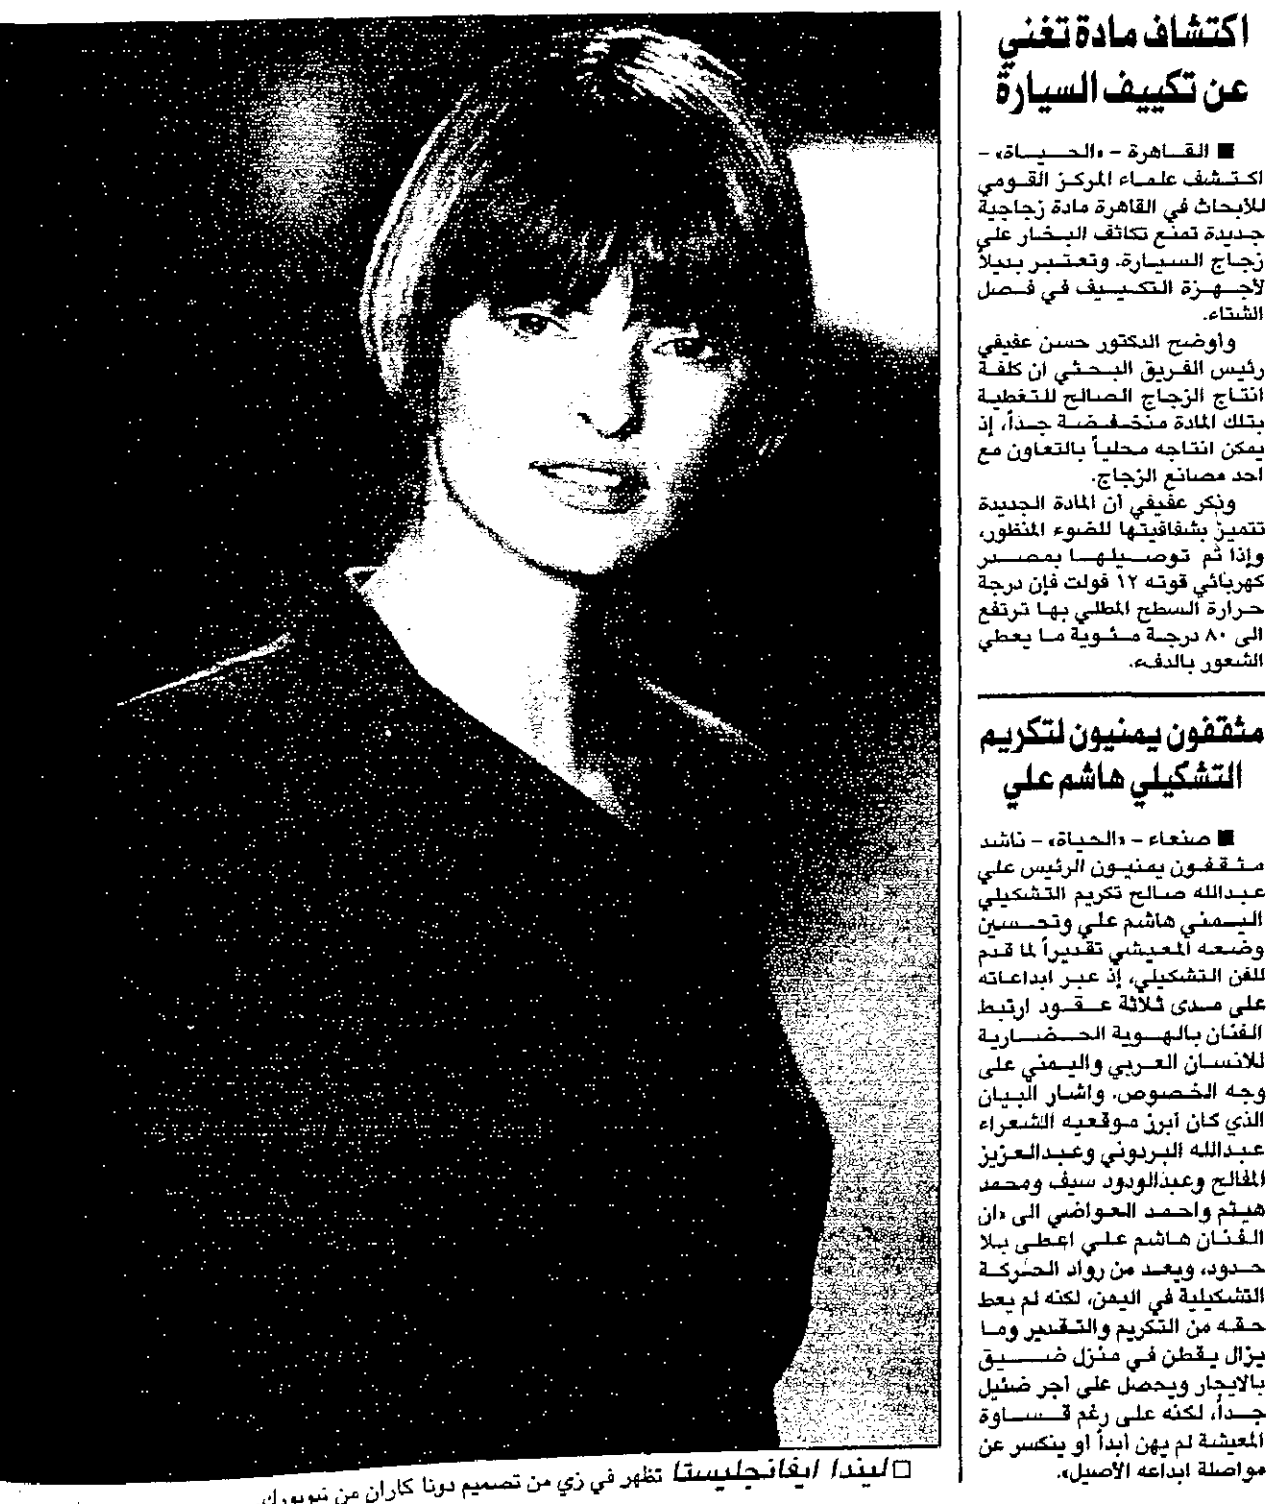 اكتشاف مادة تغني
عن تكييف السيارة
■ القاهرة - «الحياة» -
اكتشف علماء المركز القومي
للابحاث في القاهرة مادة زجاجية
جديدة تمنع تكاثف البخار على
زجاج السيارة. وتعتبر بديلاً
لأجهزة التكييف في فصل
الشتاء.
وأوضح الدكتور حسن عفيفي
رئيس الفريق البحثي ان كلفة
انتاج الزجاج الصالح للتغطية
بتلك المادة منخفضة جداً، إذ
يمكن انتاجه محلياً بالتعاون مع
احد مصانع الزجاج.
وذكر عفيفي أن المادة الجديدة
تتميز بشفافيتها للضوء المنظور،
وإذا تم توصيلها بمصدر
كهربائي قوته ١٢ فولت فإن درجة
حرارة السطح المطلي بها ترتفع
الى ٨٠ درجة مئوية ما يعطي
الشعور بالدفء.
مثقفون يمنيون لتكريم
التشكيلي هاشم علي
■ صنعاء - «الحياة» - ناشد
مثقفون يمنيون الرئيس علي
عبدالله صالح تكريم التشكيلي
اليمني هاشم علي وتحسين
وضعه المعيشي تقديراً لما قدم
للفن التشكيلي، إذ عبر ابداعاته
على مدى ثلاثة عقود ارتبط
الفنان بالهوية الحضارية
للانسان العربي واليمني على
وجه الخصوص. واشار البيان
الذي كان أبرز موقعيه الشعراء
عبدالله البردوني وعبدالعزيز
المقالح وعبدالودود سيف ومحمد
هيثم واحمد العواضي الى «ان
الفنان هاشم علي اعطى بلا
حدود، ويعد من رواد الحركة
التشكيلية في اليمن، لكنه لم يعط
حقه من التكريم والتقدير وما
يزال يقطن في منزل ضيق
بالايجار ويحصل على أجر ضئيل
جداً، لكنه على رغم قساوة
المعيشة لم يهن أبداً او ينكسر عن
مواصلة ابداعه الأصيل».
□ ليندا ايفانجليستا تظهر في زي من تصميم دونا كاران من نيويورك